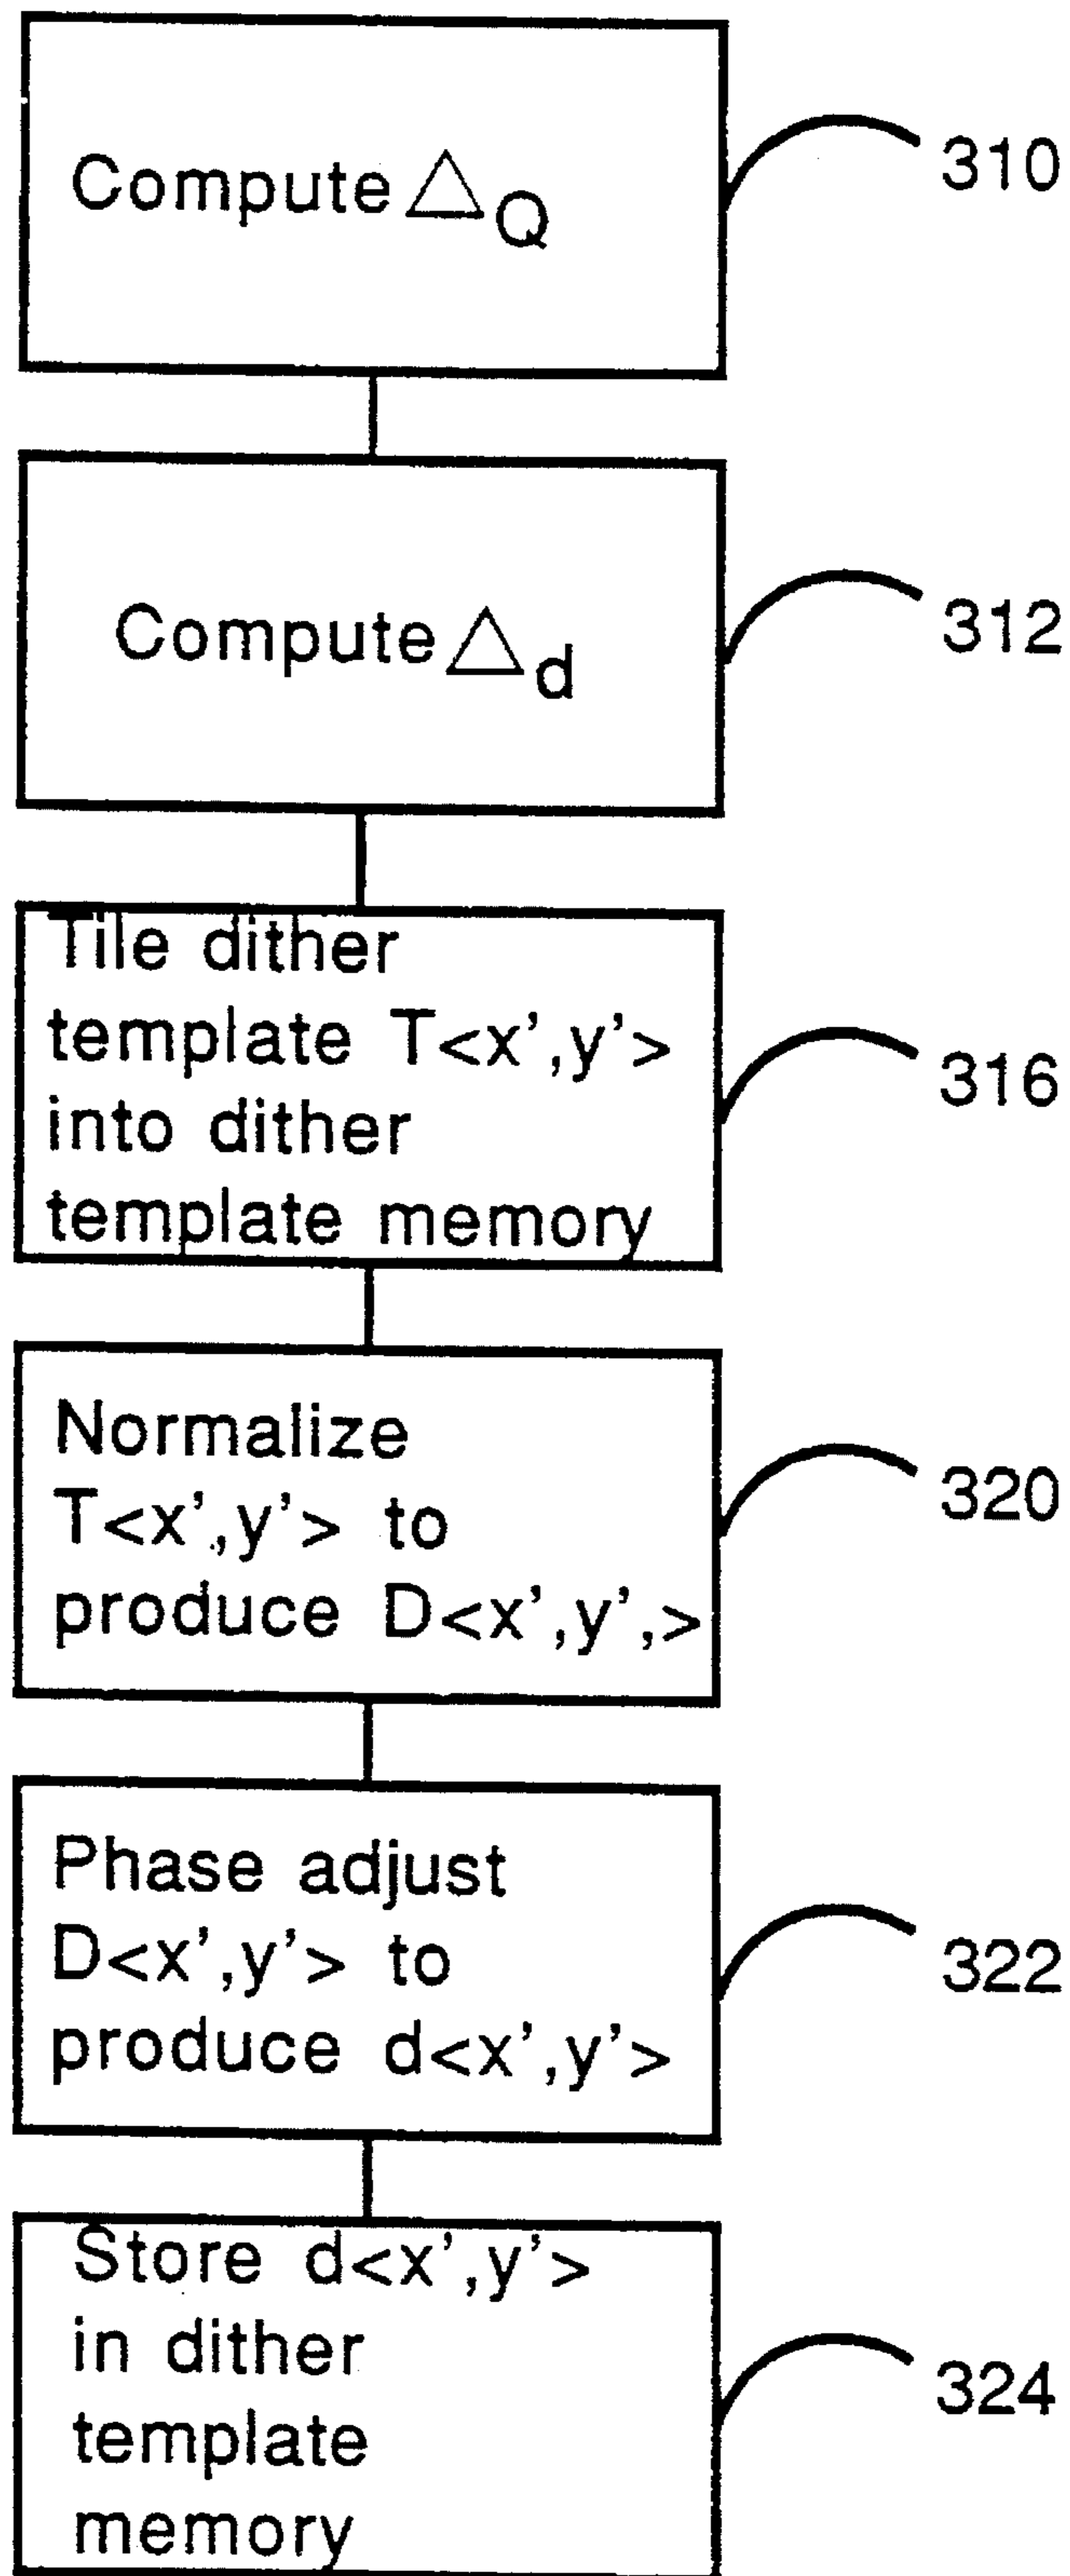 Compute △Q
310
Compute △d
312
Tile dither
template T<x',y'>
into dither
template memory
316
Normalize
T<x',y'> to
produce D<x',y',>
320
Phase adjust
D<x',y'> to
produce d<x',y'>
322
Store d<x',y'>
in dither
template
memory
324